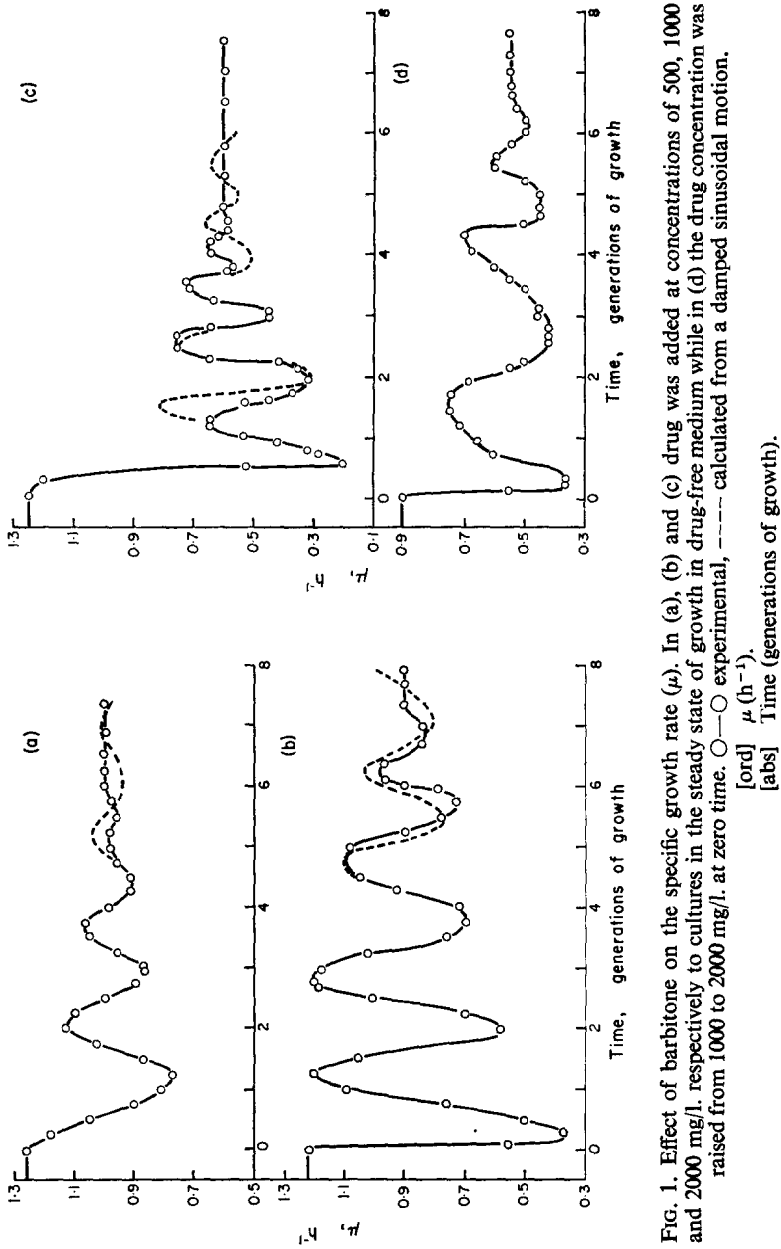 (a)
1·3
1·1
0·9
0·7
0·5
0 2 4 6 8
μ, h⁻¹
(b)
1·3
1·1
0·9
0·7
0·5
0·3
0 2 4 6 8
Time, generations of growth
(c)
1·3
1·1
0·9
0·7
0·5
0·3
0·1
0 2 4 6 8
Time, generations of growth
μ, h⁻¹
(d)
0·9
0·7
0·5
0·3
0 2 4 6 8
FIG. 1. Effect of barbitone on the specific growth rate (μ). In (a), (b) and (c) drug was added at concentrations of 500, 1000
and 2000 mg/l. respectively to cultures in the steady state of growth in drug-free medium while in (d) the drug concentration was
raised from 1000 to 2000 mg/l. at zero time. ○—○ experimental, ---- calculated from a damped sinusoidal motion.
[ord] μ (h⁻¹).
[abs] Time (generations of growth).